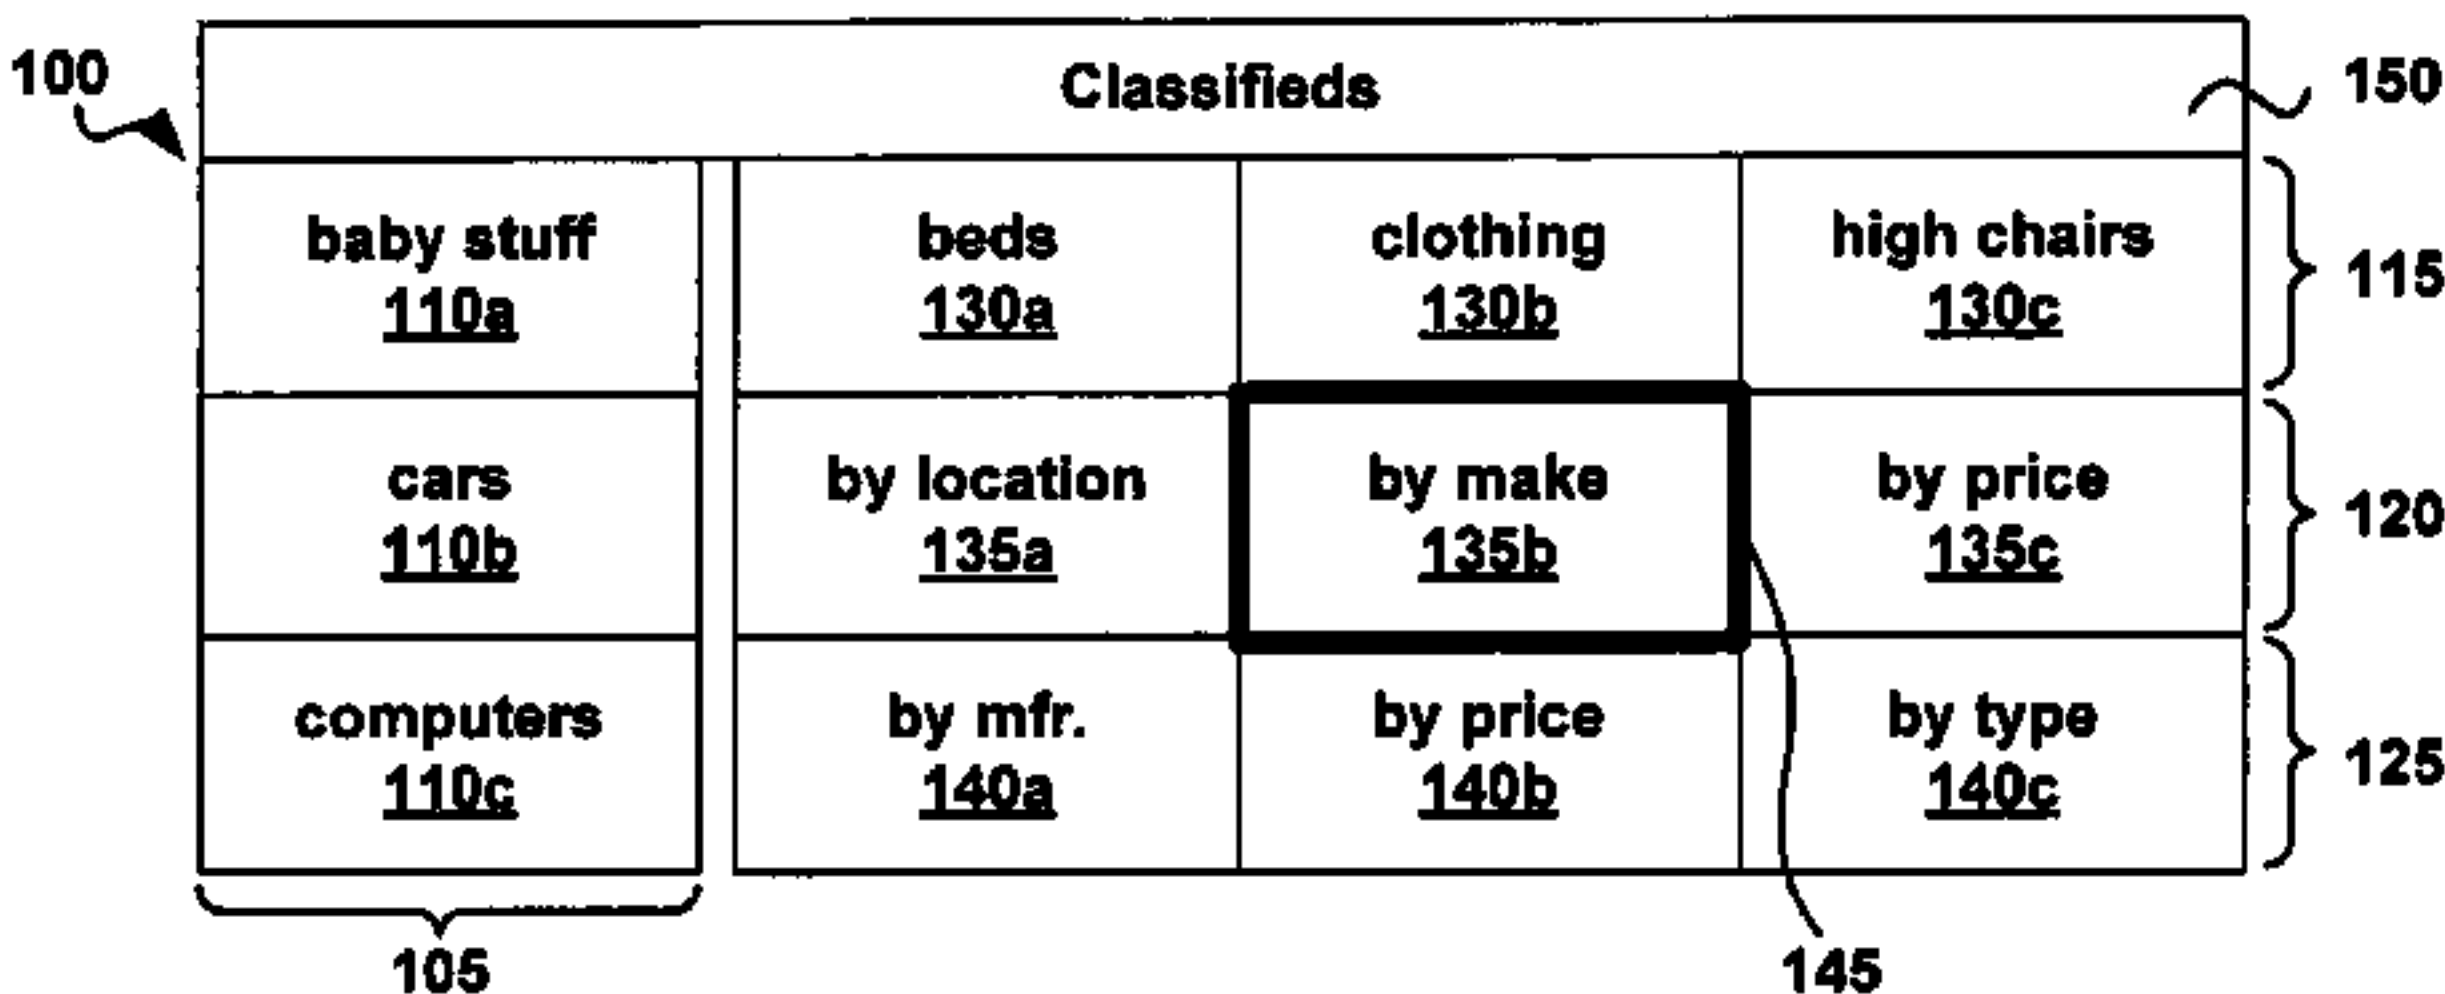 100
Classifieds
150
baby stuff
110a
beds
130a
clothing
130b
high chairs
130c
115
cars
110b
by location
135a
by make
135b
by price
135c
120
computers
110c
by mfr.
140a
by price
140b
by type
140c
125
105
145